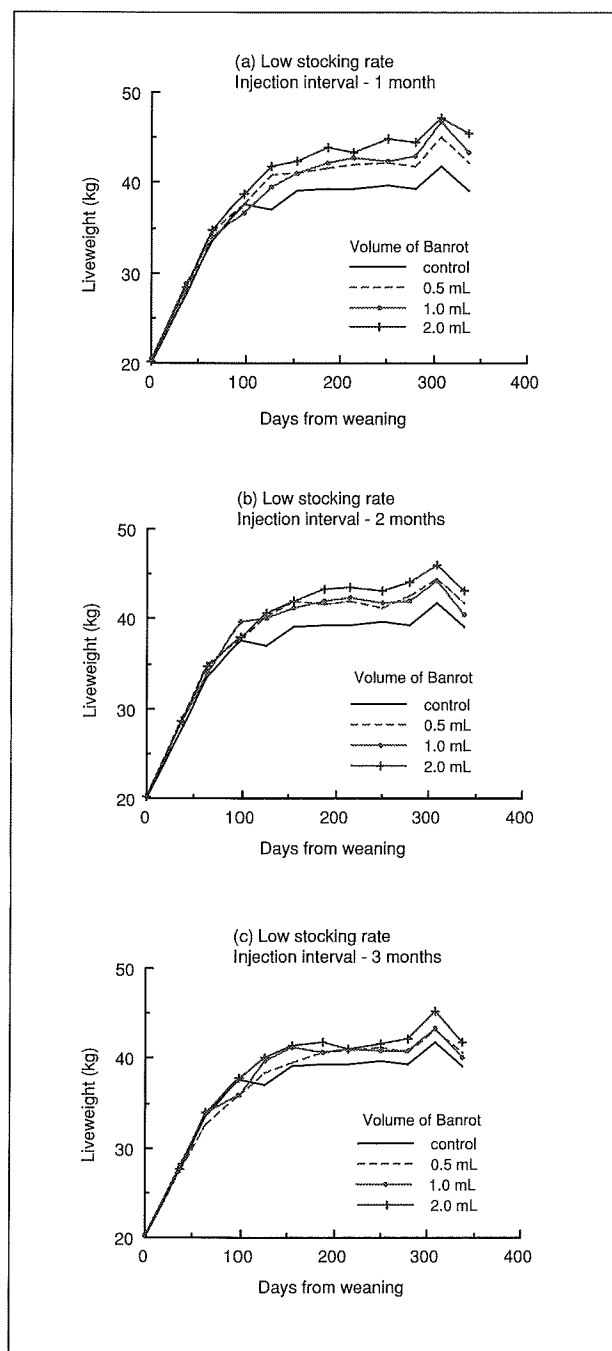 (a) Low stocking rate
Injection interval - 1 month
50
40
30
20
Liveweight (kg)
Volume of Banrot
control
0.5 mL
1.0 mL
2.0 mL
0 100 200 300 400
Days from weaning
(b) Low stocking rate
Injection interval - 2 months
50
40
30
20
Liveweight (kg)
Volume of Banrot
control
0.5 mL
1.0 mL
2.0 mL
0 100 200 300 400
Days from weaning
(c) Low stocking rate
Injection interval - 3 months
50
40
30
20
Liveweight (kg)
Volume of Banrot
control
0.5 mL
1.0 mL
2.0 mL
0 100 200 300 400
Days from weaning